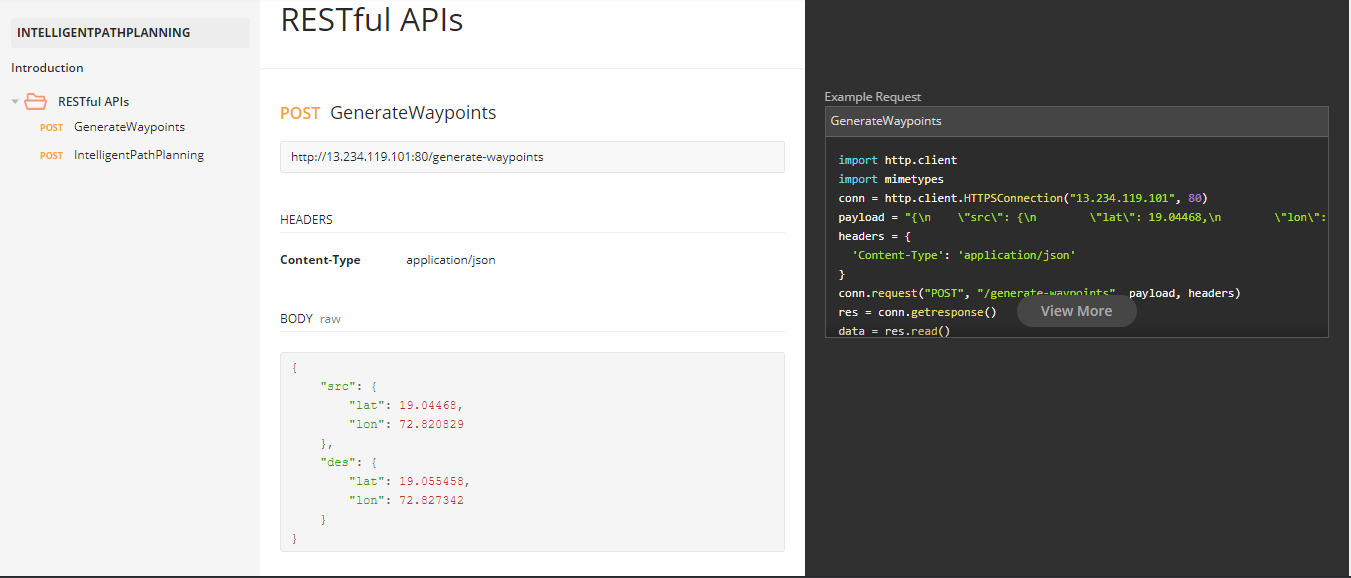 INTELLIGENTPATHPLANNING
Introduction
RESTful APIs
POST GenerateWaypoints
POST IntelligentPathPlanning
RESTful APIs
POST GenerateWaypoints
http://13.234.119.101:80/generate-waypoints
HEADERS
Content-Type application/json
BODY raw
{
    "src": {
        "lat": 19.04468,
        "lon": 72.820829
    },
    "des": {
        "lat": 19.055458,
        "lon": 72.827342
    }
}
Example Request
GenerateWaypoints
import http.client
import mimetypes
conn = http.client.HTTPSConnection("13.234.119.101", 80)
payload = "{\n    \"src\": {\n        \"lat\": 19.04468,\n        \"lon\":
headers = {
  'Content-Type': 'application/json'
}
conn.request("POST", "/generate-waypoints", payload, headers)
res = conn.getresponse()
View More
data = res.read()